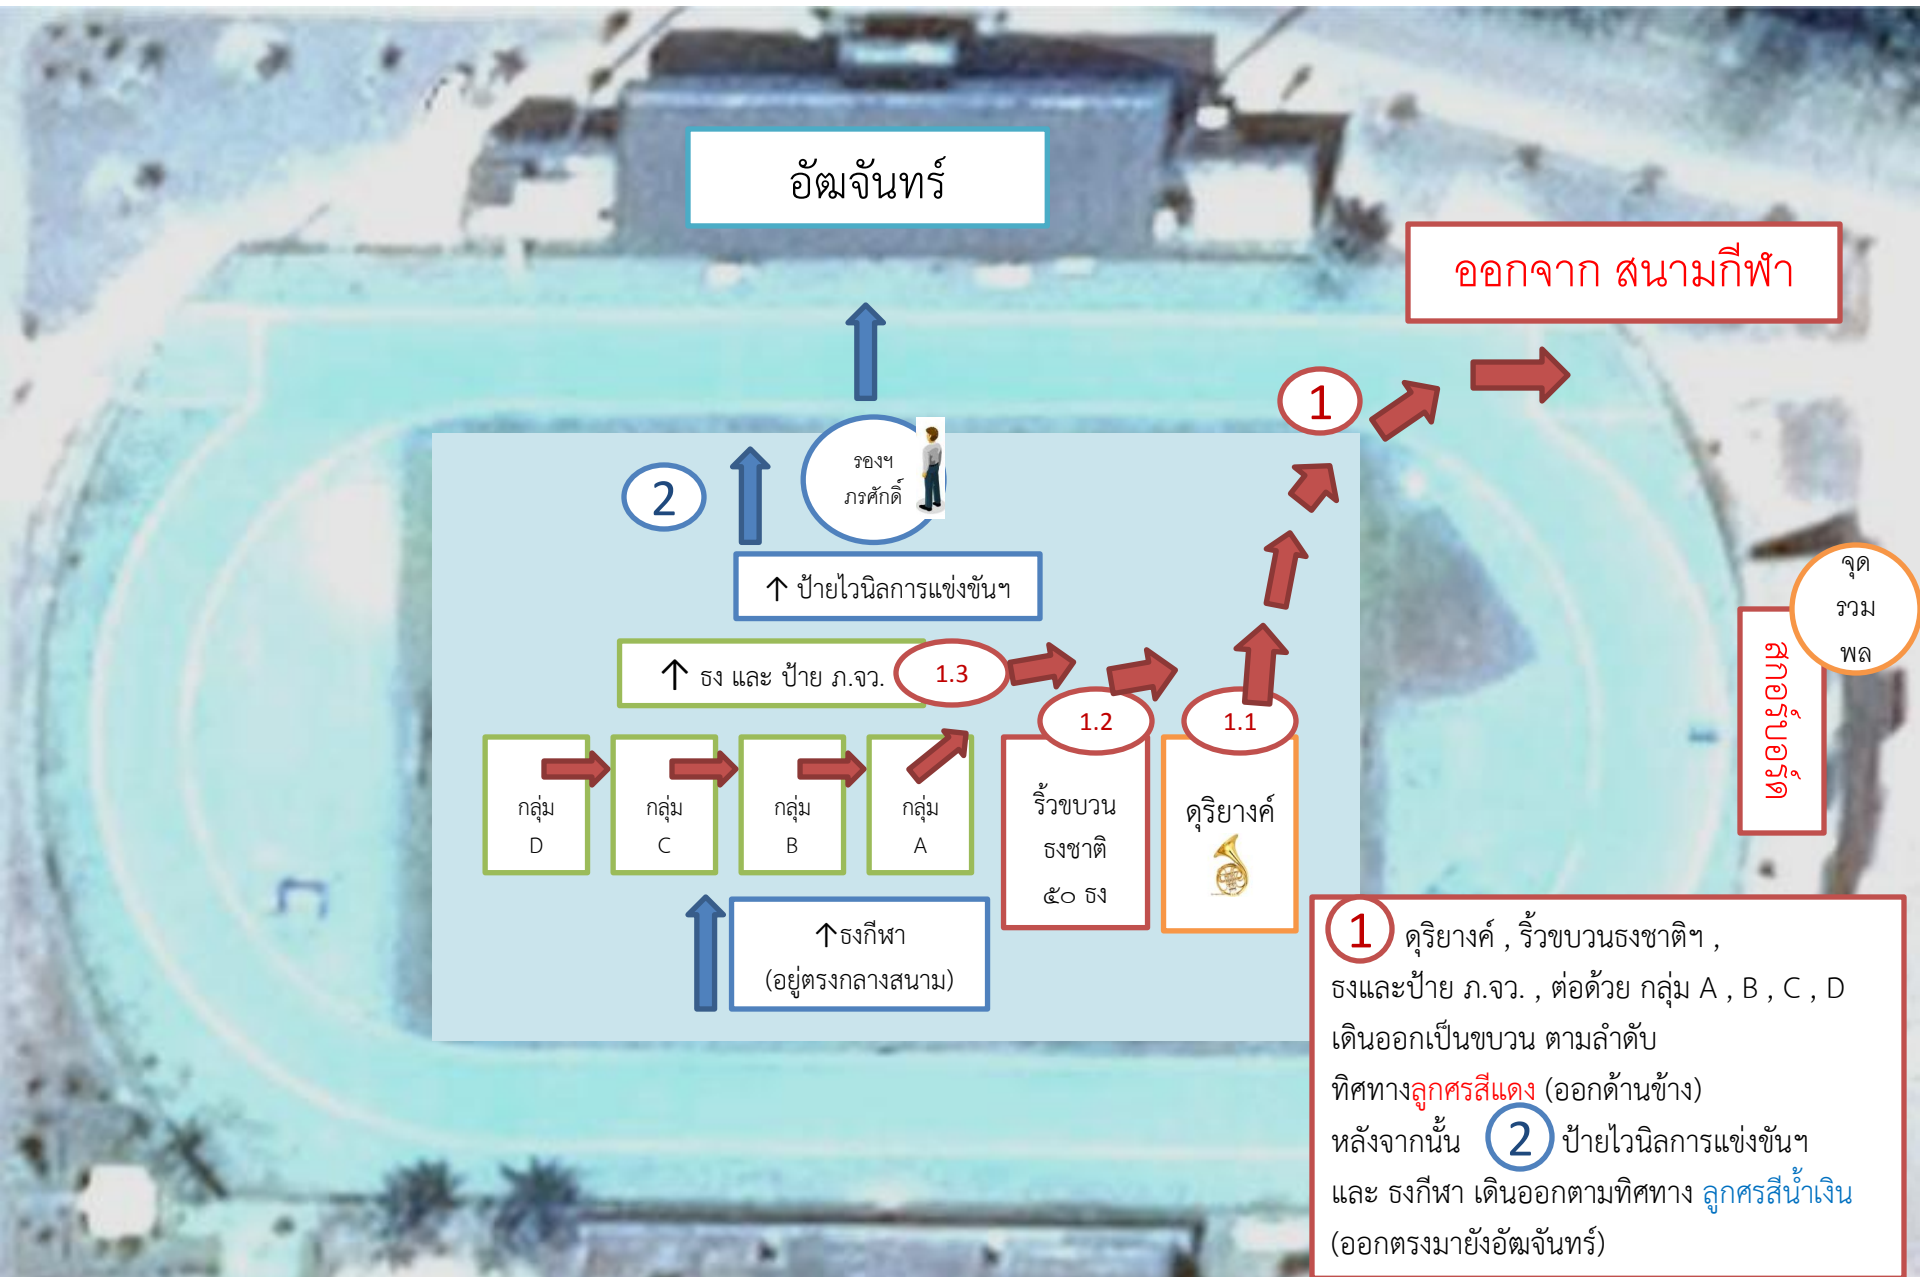 อัฒจันทร์
ออกจาก สนามกีฬา
1
2
รองฯ
ภรศักดิ์
↑ ป้ายไวนิลการแข่งขันฯ
จุด
รวม
พล
สกอร์บอร์ด
↑ ธง และ ป้าย ภ.จว.
1.3
1.2
1.1
กลุ่ม
D
กลุ่ม
C
กลุ่ม
B
กลุ่ม
A
ริ้วขบวน
ธงชาติ
๕๐ ธง
ดุริยางค์
↑ธงกีฬา
(อยู่ตรงกลางสนาม)
1 ดุริยางค์ , ริ้วขบวนธงชาติฯ ,
ธงและป้าย ภ.จว. , ต่อด้วย กลุ่ม A , B , C , D
เดินออกเป็นขบวน ตามลำดับ
ทิศทางลูกศรสีแดง (ออกด้านข้าง)
หลังจากนั้น 2 ป้ายไวนิลการแข่งขันฯ
และ ธงกีฬา เดินออกตามทิศทาง ลูกศรสีน้ำเงิน
(ออกตรงมายังอัฒจันทร์)